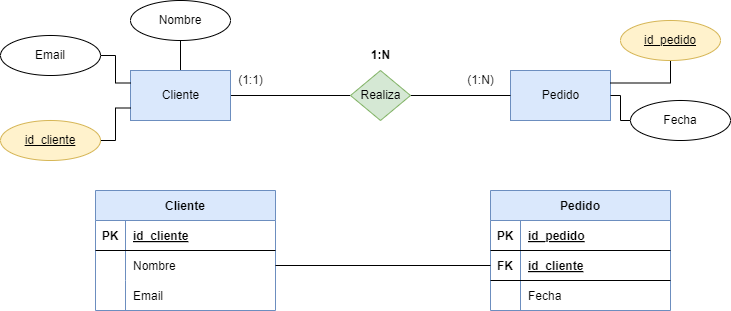 Nombre
Email
id_cliente
Cliente
(1:1)
1:N
Realiza
(1:N)
Pedido
id_pedido
Fecha
Cliente
PK id_cliente
Nombre
Email
Pedido
PK id_pedido
FK id_cliente
Fecha